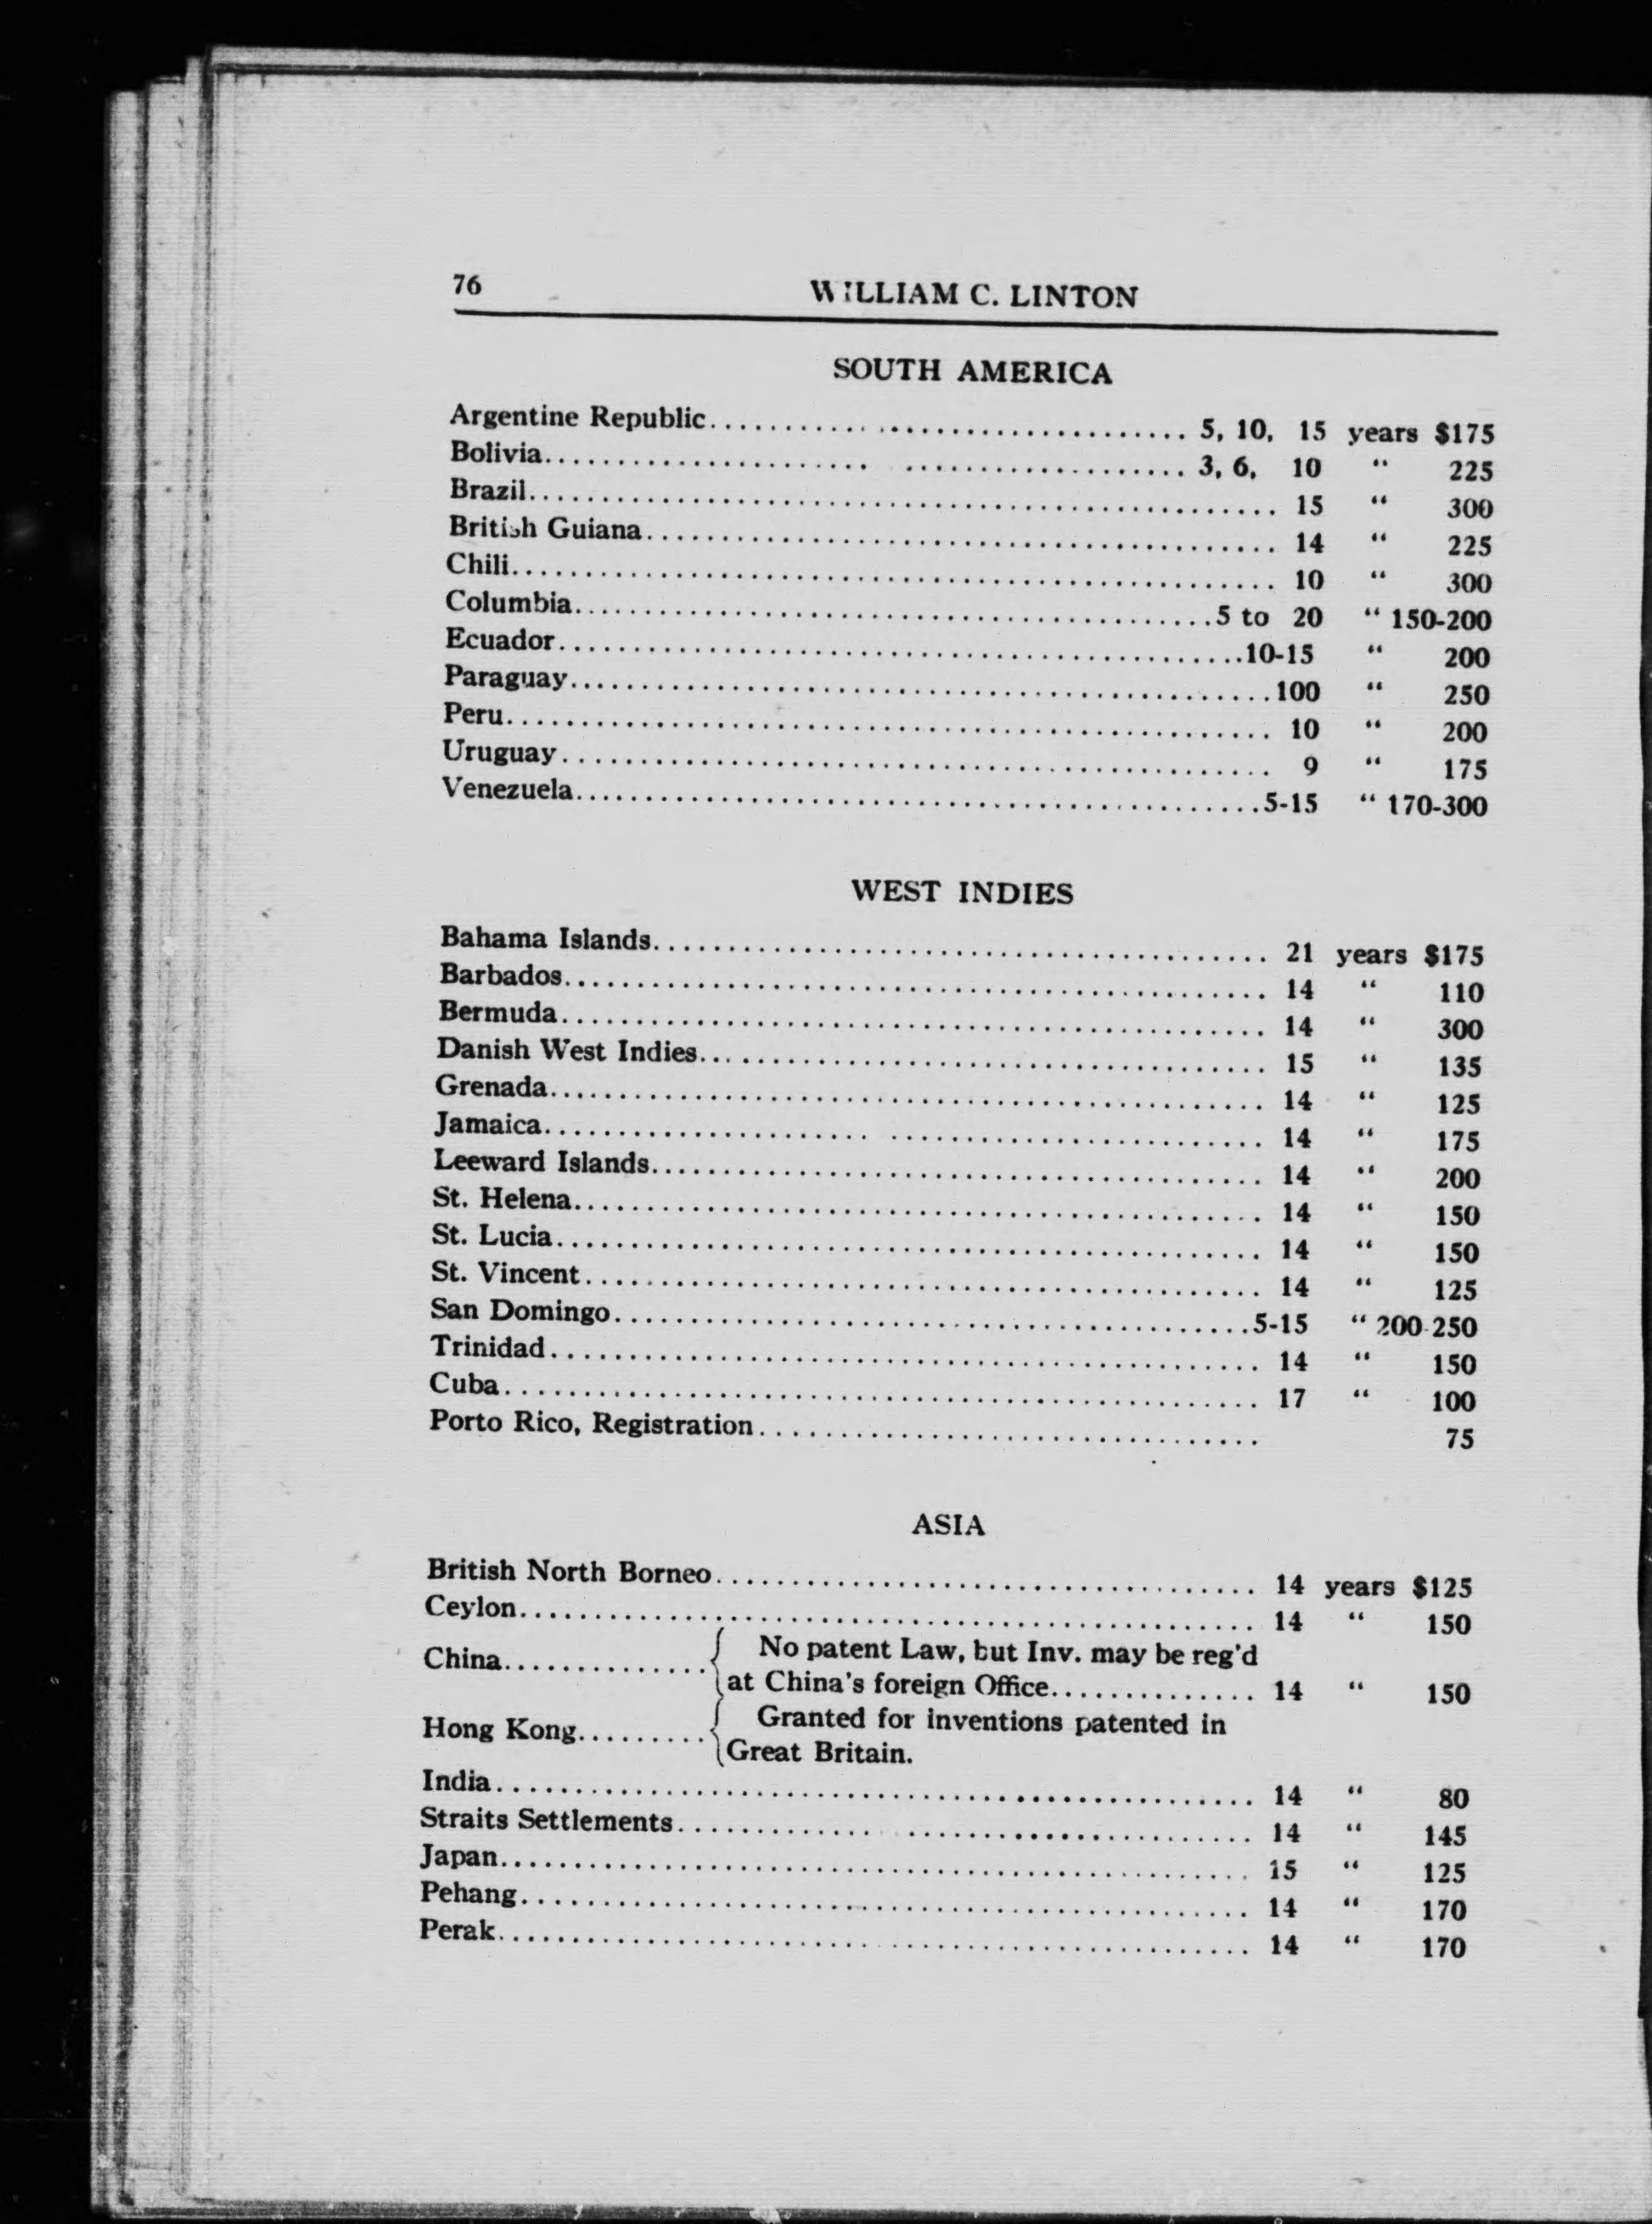 76 WILLIAM C. LINTON
SOUTH AMERICA
Argentine Republic........................................ 5, 10, 15 years $175
Bolivia........................................ 3, 6, 10 “ 225
Brazil........................................ 15 “ 300
British Guiana........................................ 14 “ 225
Chili........................................ 10 “ 300
Columbia........................................5 to 20 “ 150-200
Ecuador........................................10-15 “ 200
Paraguay........................................100 “ 250
Peru........................................ 10 “ 200
Uruguay........................................ 9 “ 175
Venezuela........................................5-15 “ 170-300
WEST INDIES
Bahama Islands........................................ 21 years $175
Barbados........................................ 14 “ 110
Bermuda........................................ 14 “ 300
Danish West Indies........................................ 15 “ 135
Grenada........................................ 14 “ 125
Jamaica........................................ 14 “ 175
Leeward Islands........................................ 14 “ 200
St. Helena........................................ 14 “ 150
St. Lucia........................................ 14 “ 150
St. Vincent........................................ 14 “ 125
San Domingo........................................5-15 “ 200-250
Trinidad........................................ 14 “ 150
Cuba........................................ 17 “ 100
Porto Rico, Registration................................ 75
ASIA
British North Borneo................................... 14 years $125
Ceylon........................................ 14 “ 150
China.............. { No patent Law, but Inv. may be reg'd
at China's foreign Office.............. 14 “ 150
Hong Kong......... { Granted for inventions patented in
Great Britain.
India........................................ 14 “ 80
Straits Settlements........................................ 14 “ 145
Japan........................................ 15 “ 125
Pehang........................................ 14 “ 170
Perak........................................ 14 “ 170